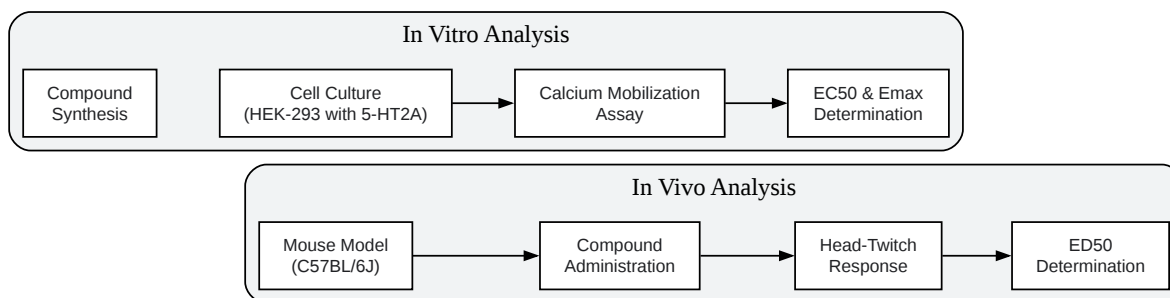 In Vitro Analysis
Compound
Synthesis
Cell Culture
(HEK-293 with 5-HT2A)
Calcium Mobilization
Assay
EC50 & Emax
Determination
In Vivo Analysis
Mouse Model
(C57BL/6J)
Compound
Administration
Head-Twitch
Response
ED50
Determination